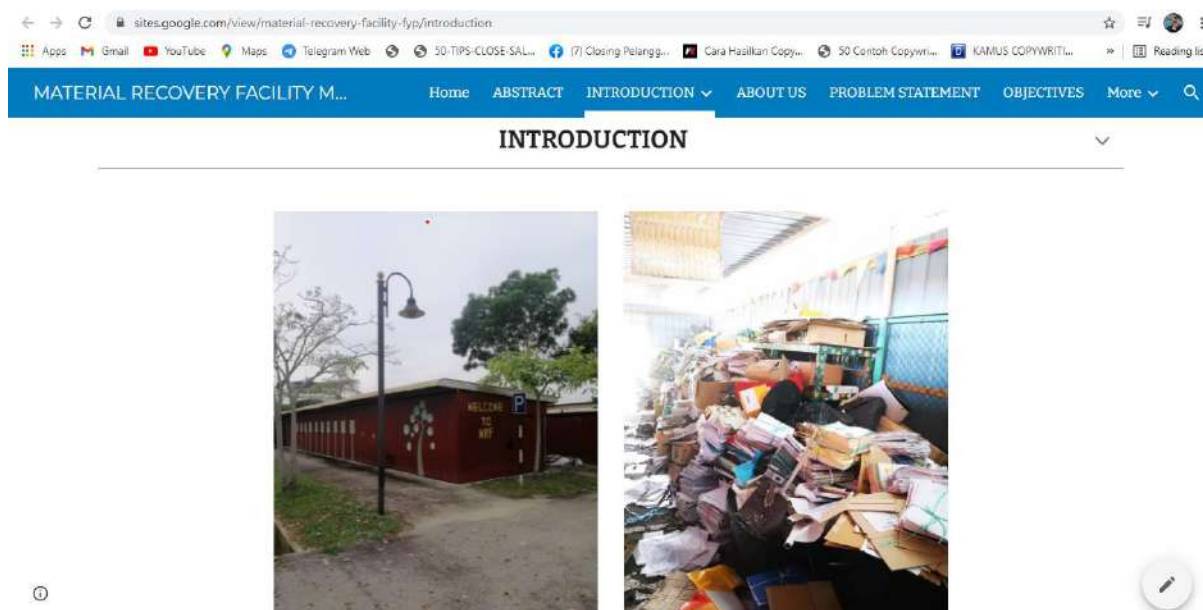 sites.google.com/view/material-recovery-facility-fyp/introduction
Apps Gmail YouTube Maps Telegram Web 50-TIPS-CLOSE-SAL... (7) Closing Pelangg... Cara Hasilkan Copy... 50 Contoh Copywri... KAMUS COPYWRITI... » Reading lis
MATERIAL RECOVERY FACILITY M... Home ABSTRACT INTRODUCTION ABOUT US PROBLEM STATEMENT OBJECTIVES More
INTRODUCTION
P
WELCOME
TO
MRF